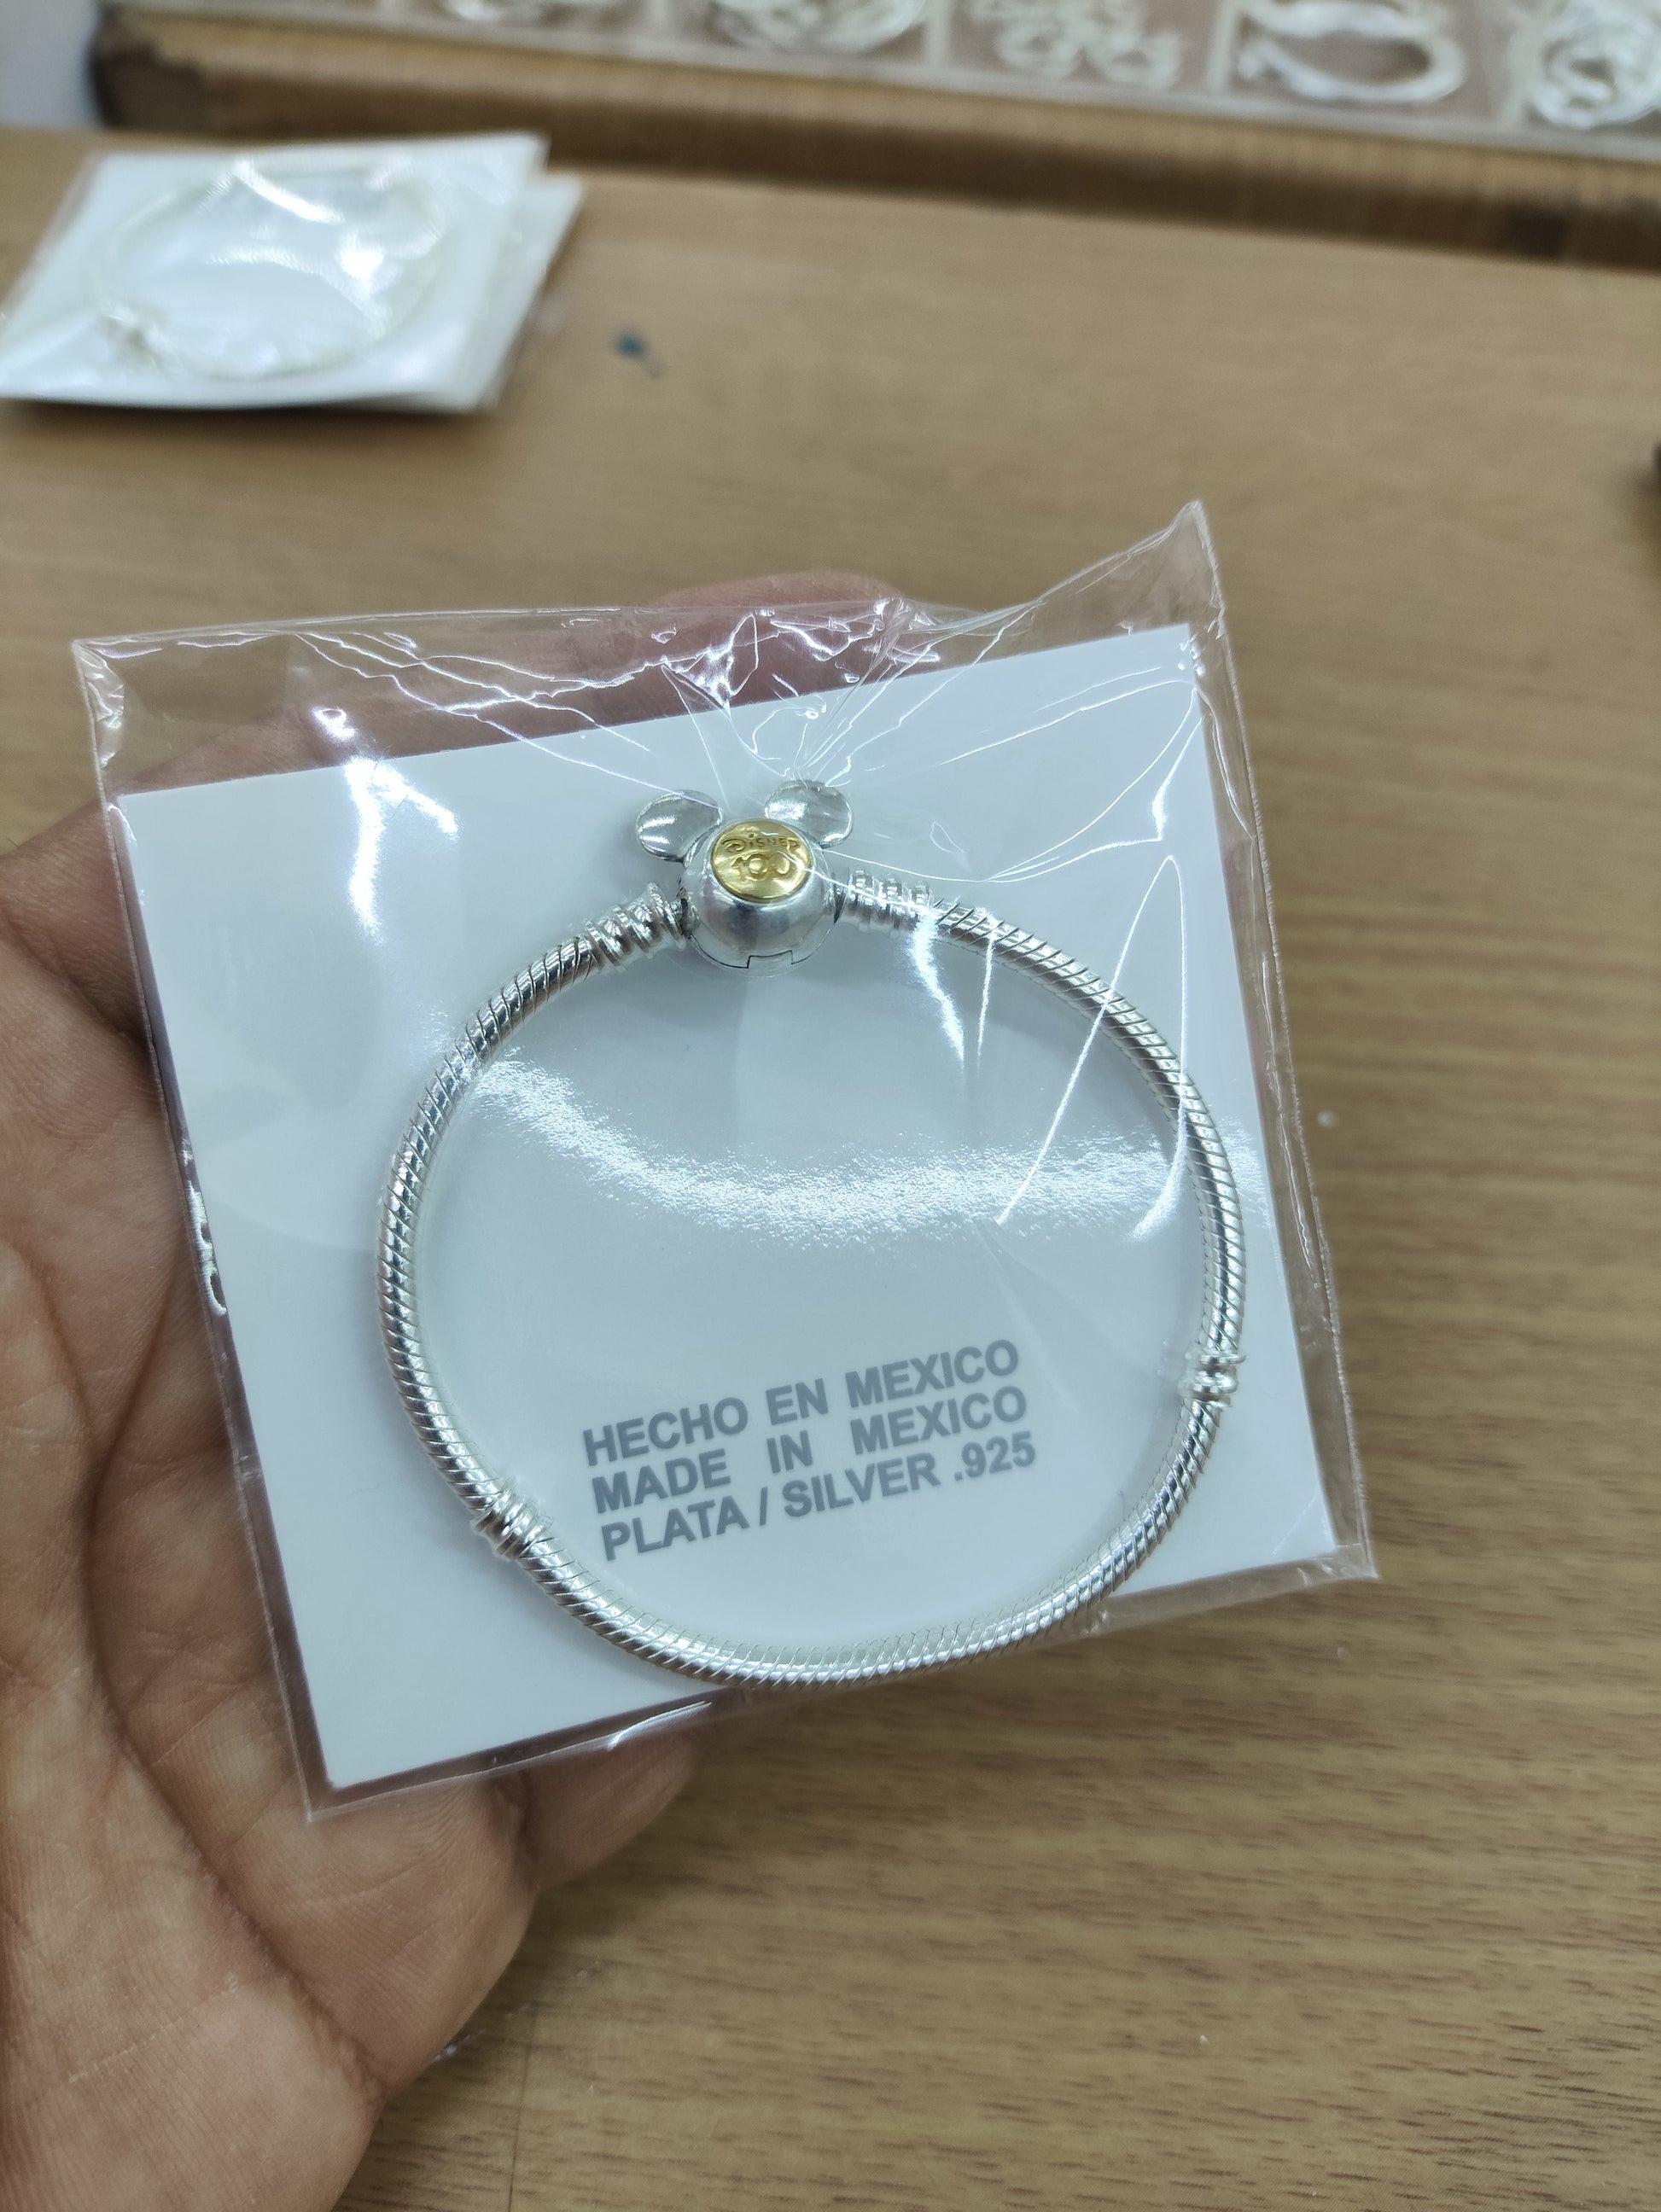 Disney
100
HECHO EN MEXICO
MADE IN MEXICO
PLATA / SILVER .925